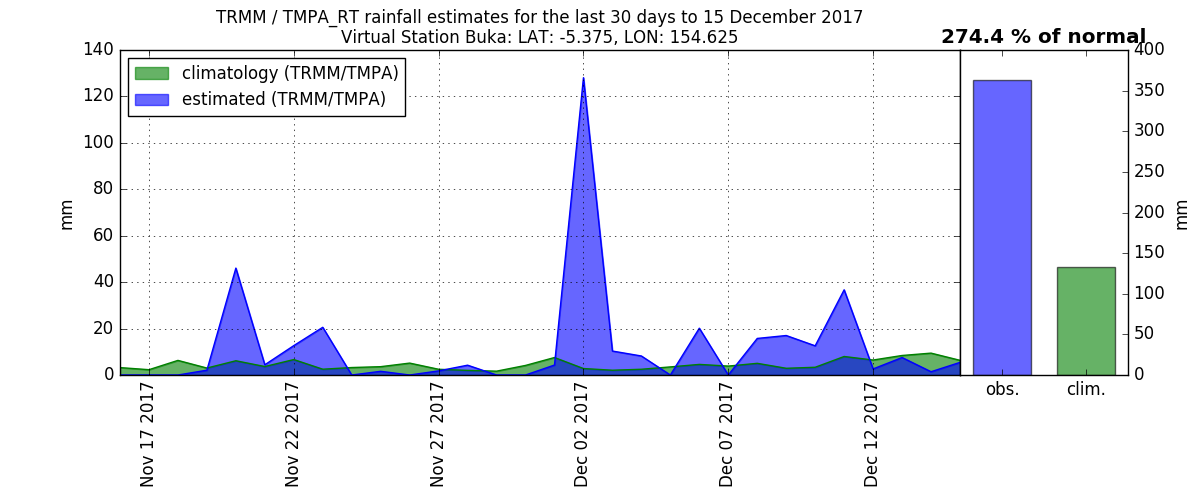 TRMM / TMPA_RT rainfall estimates for the last 30 days to 15 December 2017
Virtual Station Buka: LAT: -5.375, LON: 154.625
274.4 % of normal
climatology (TRMM/TMPA)
estimated (TRMM/TMPA)
mm
140
120
100
80
60
40
20
0
Nov 17 2017
Nov 22 2017
Nov 27 2017
Dec 02 2017
Dec 07 2017
Dec 12 2017
400
350
300
250
200
150
100
50
0
mm
obs.
clim.